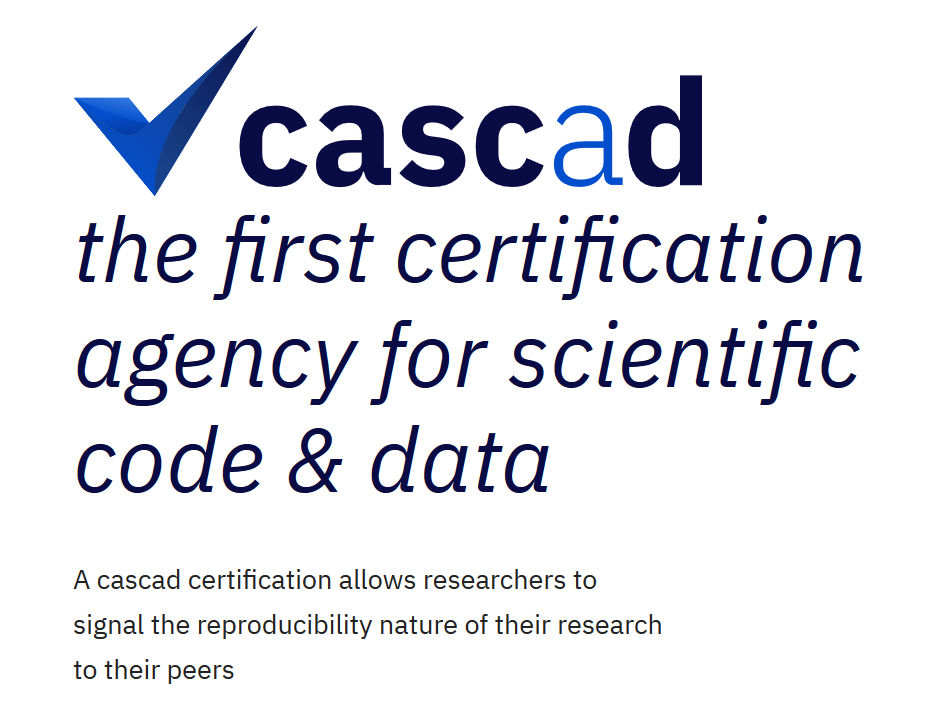 cascad
the first certification
agency for scientific
code & data
A cascad certification allows researchers to
signal the reproducibility nature of their research
to their peers